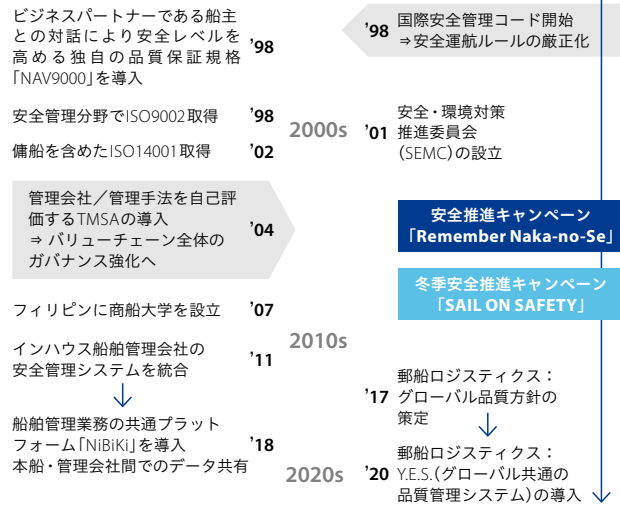 ビジネスパートナーである船主
との対話により安全レベルを
高める独自の品質保証規格
「NAV9000」を導入
’98
安全管理分野でISO9002取得 ’98
傭船を含めたISO14001取得 ’02
管理会社／管理手法を自己評
価するTMSAの導入
⇒ バリューチェーン全体の
ガバナンス強化へ
’04
フィリピンに商船大学を設立 ’07
インハウス船舶管理会社の
安全管理システムを統合
’11
船舶管理業務の共通プラット
フォーム「NiBiKi」を導入
本船・管理会社間でのデータ共有
’18
2000s
2010s
2020s
’98
国際安全管理コード開始
⇒安全運航ルールの厳正化
’01
安全・環境対策
推進委員会
（SEMC）の設立
安全推進キャンペーン
「Remember Naka-no-Se」
冬季安全推進キャンペーン
「SAIL ON SAFETY」
’17
郵船ロジスティクス：
グローバル品質方針の
策定
’20
郵船ロジスティクス：
Y.E.S.（グローバル共通の
品質管理システム）の導入